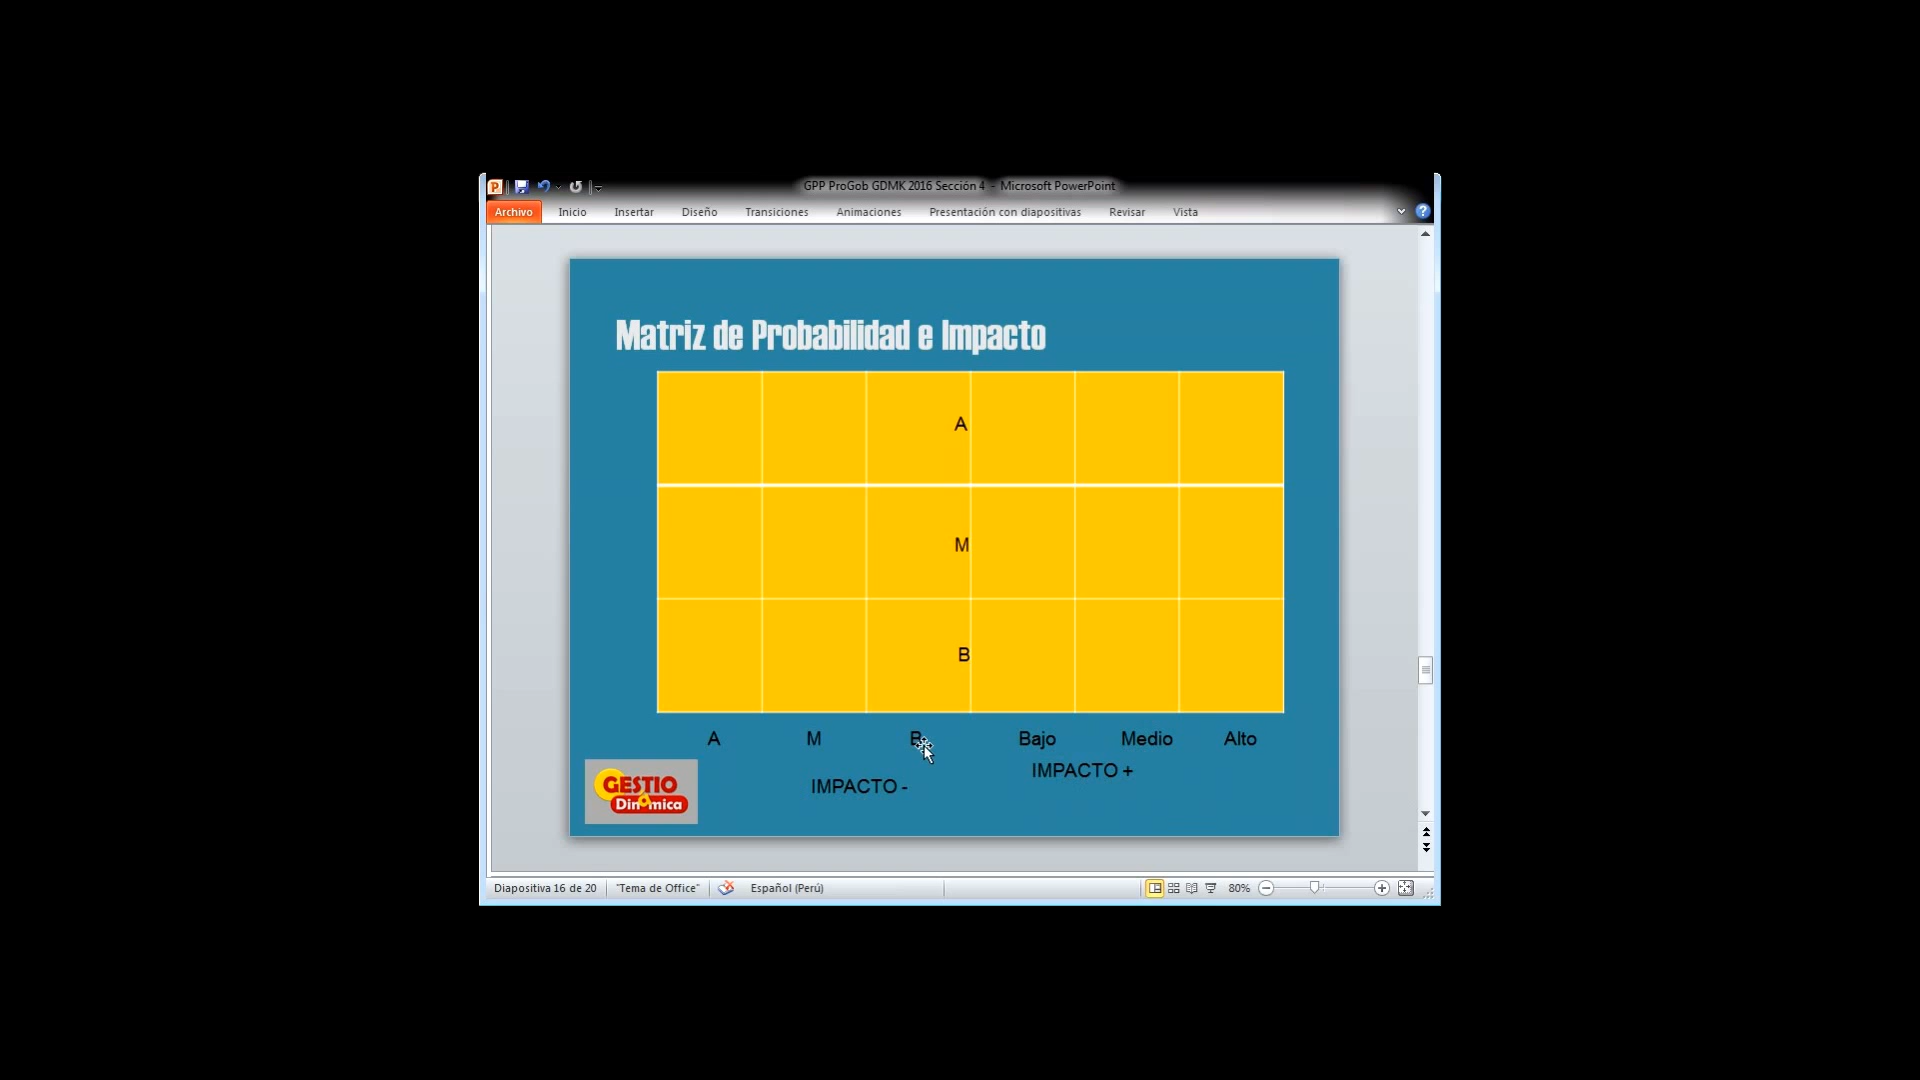 GPP ProGob GDMK 2016 Sección 4 - Microsoft PowerPoint
Archivo Inicio Insertar Diseño Transiciones Animaciones Presentación con diapositivas Revisar Vista
Matriz de Probabilidad e Impacto
A
M
B
A M B Bajo Medio Alto
IMPACTO + 
IMPACTO -
GESTIO
Dinámica
Diapositiva 16 de 20 "Tema de Office" Español (Perú) 80%